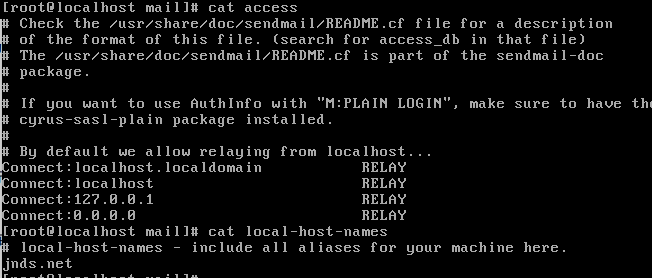 [root@localhost mail]# cat access
# Check the /usr/share/doc/sendmail/README.cf file for a description
# of the format of this file. (search for access_db in that file)
# The /usr/share/doc/sendmail/README.cf is part of the sendmail-doc
# package.
#
# If you want to use AuthInfo with "M:PLAIN LOGIN", make sure to have the
# cyrus-sasl-plain package installed.
#
# By default we allow relaying from localhost...
Connect:localhost.localdomain RELAY
Connect:localhost RELAY
Connect:127.0.0.1 RELAY
Connect:0.0.0.0 RELAY
[root@localhost mail]# cat local-host-names
# local-host-names - include all aliases for your machine here.
jnds.net
[root@localhost mail]#